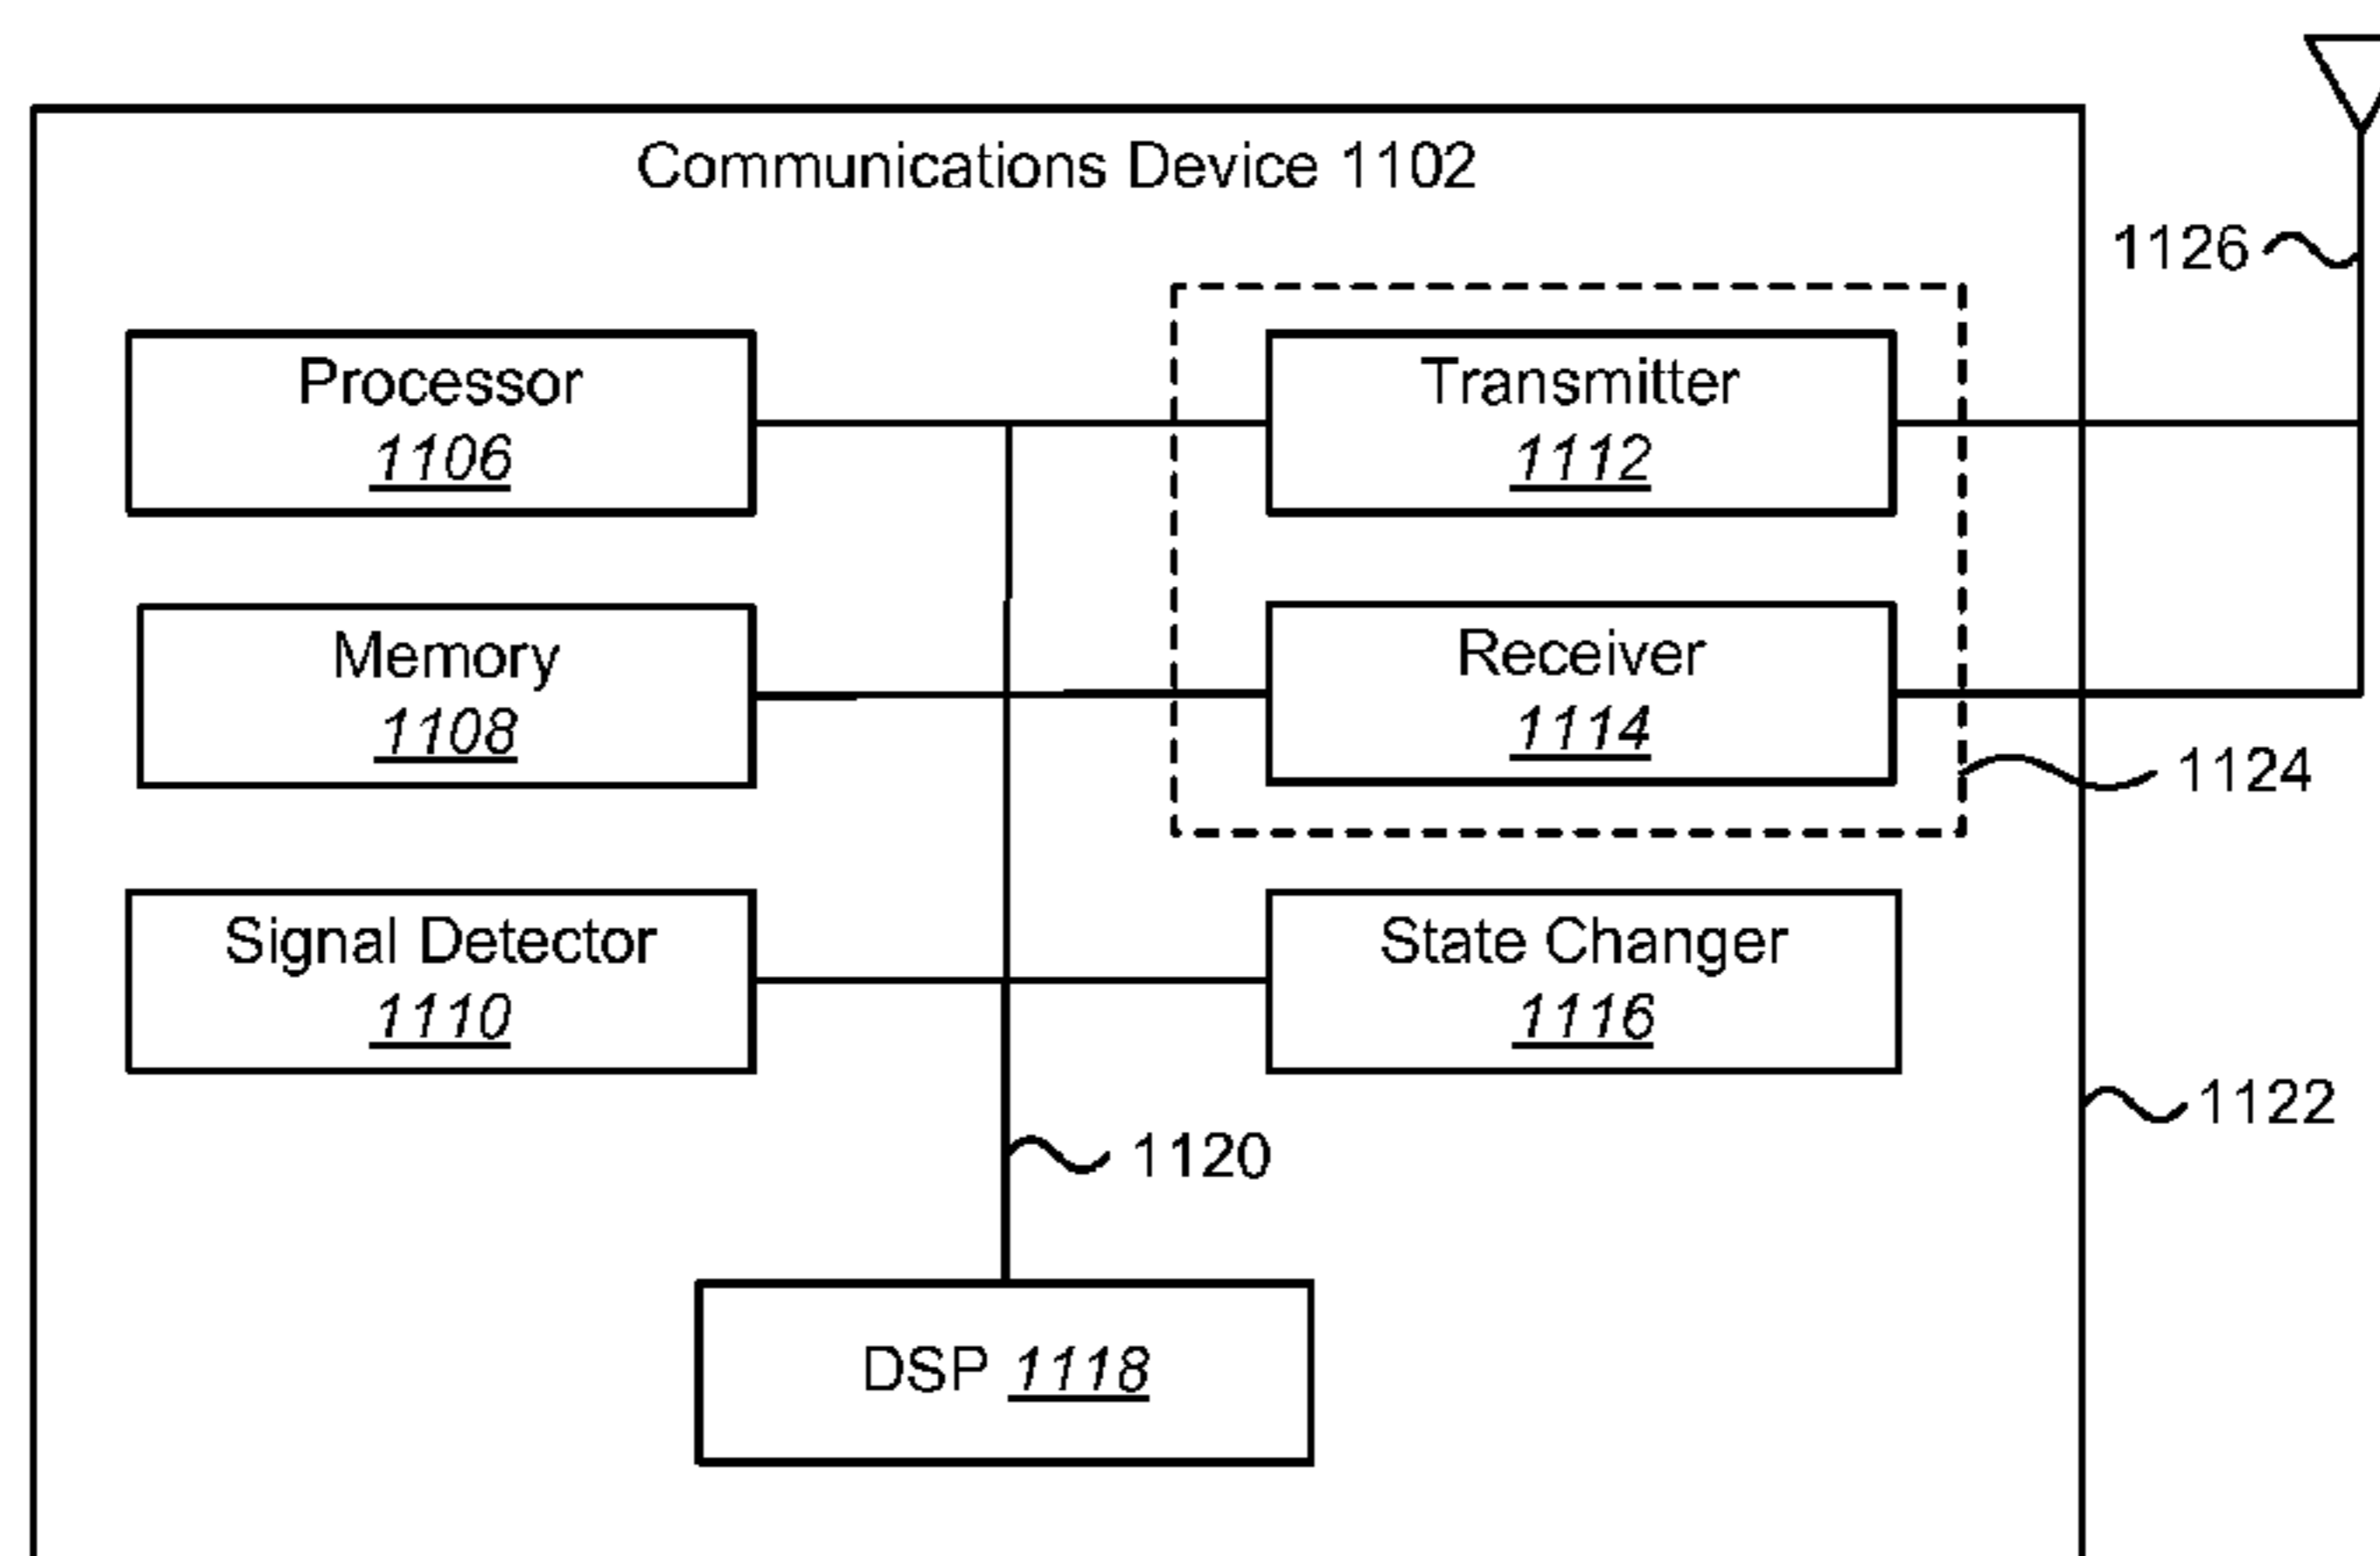 Communications Device 1102
1126
Processor
1106
Transmitter
1112
Memory
1108
Receiver
1114
1124
Signal Detector
1110
State Changer
1116
1122
1120
DSP 1118